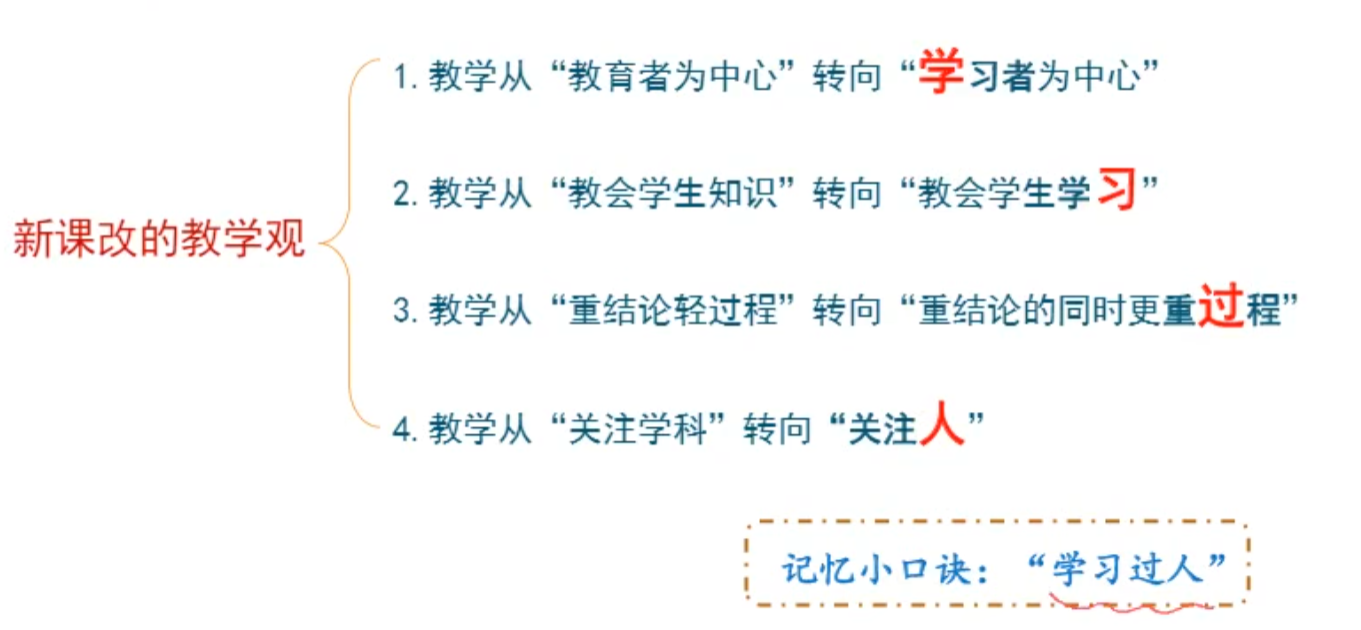 新课改的教学观
1. 教学从“教育者为中心”转向“学习者为中心”
2. 教学从“教会学生知识”转向“教会学生学习”
3. 教学从“重结论轻过程”转向“重结论的同时更重过程”
4. 教学从“关注学科”转向“关注人”
记忆小口诀：“学习过人”